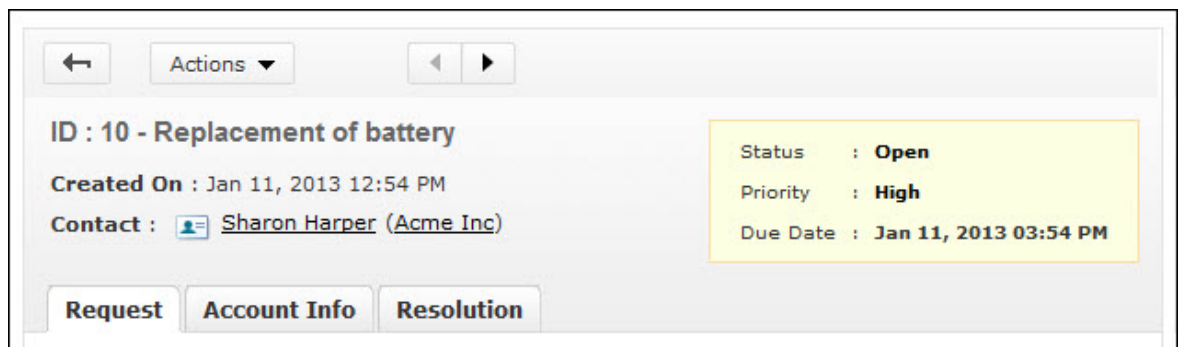 Actions
ID : 10 - Replacement of battery
Created On : Jan 11, 2013 12:54 PM
Contact : Sharon Harper (Acme Inc)
Status : Open
Priority : High
Due Date : Jan 11, 2013 03:54 PM
Request
Account Info
Resolution